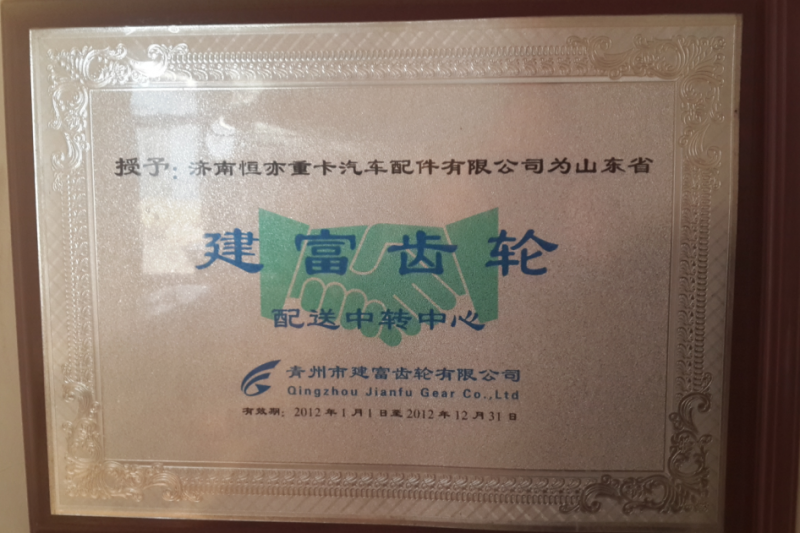 授予：济南恒亦重卡汽车配件有限公司为山东省
建富齿轮
配送中转中心
青州市建富齿轮有限公司
Qingzhou Jianfu Gear Co.,Ltd
有效期：2012年1月1日至2012年12月31日